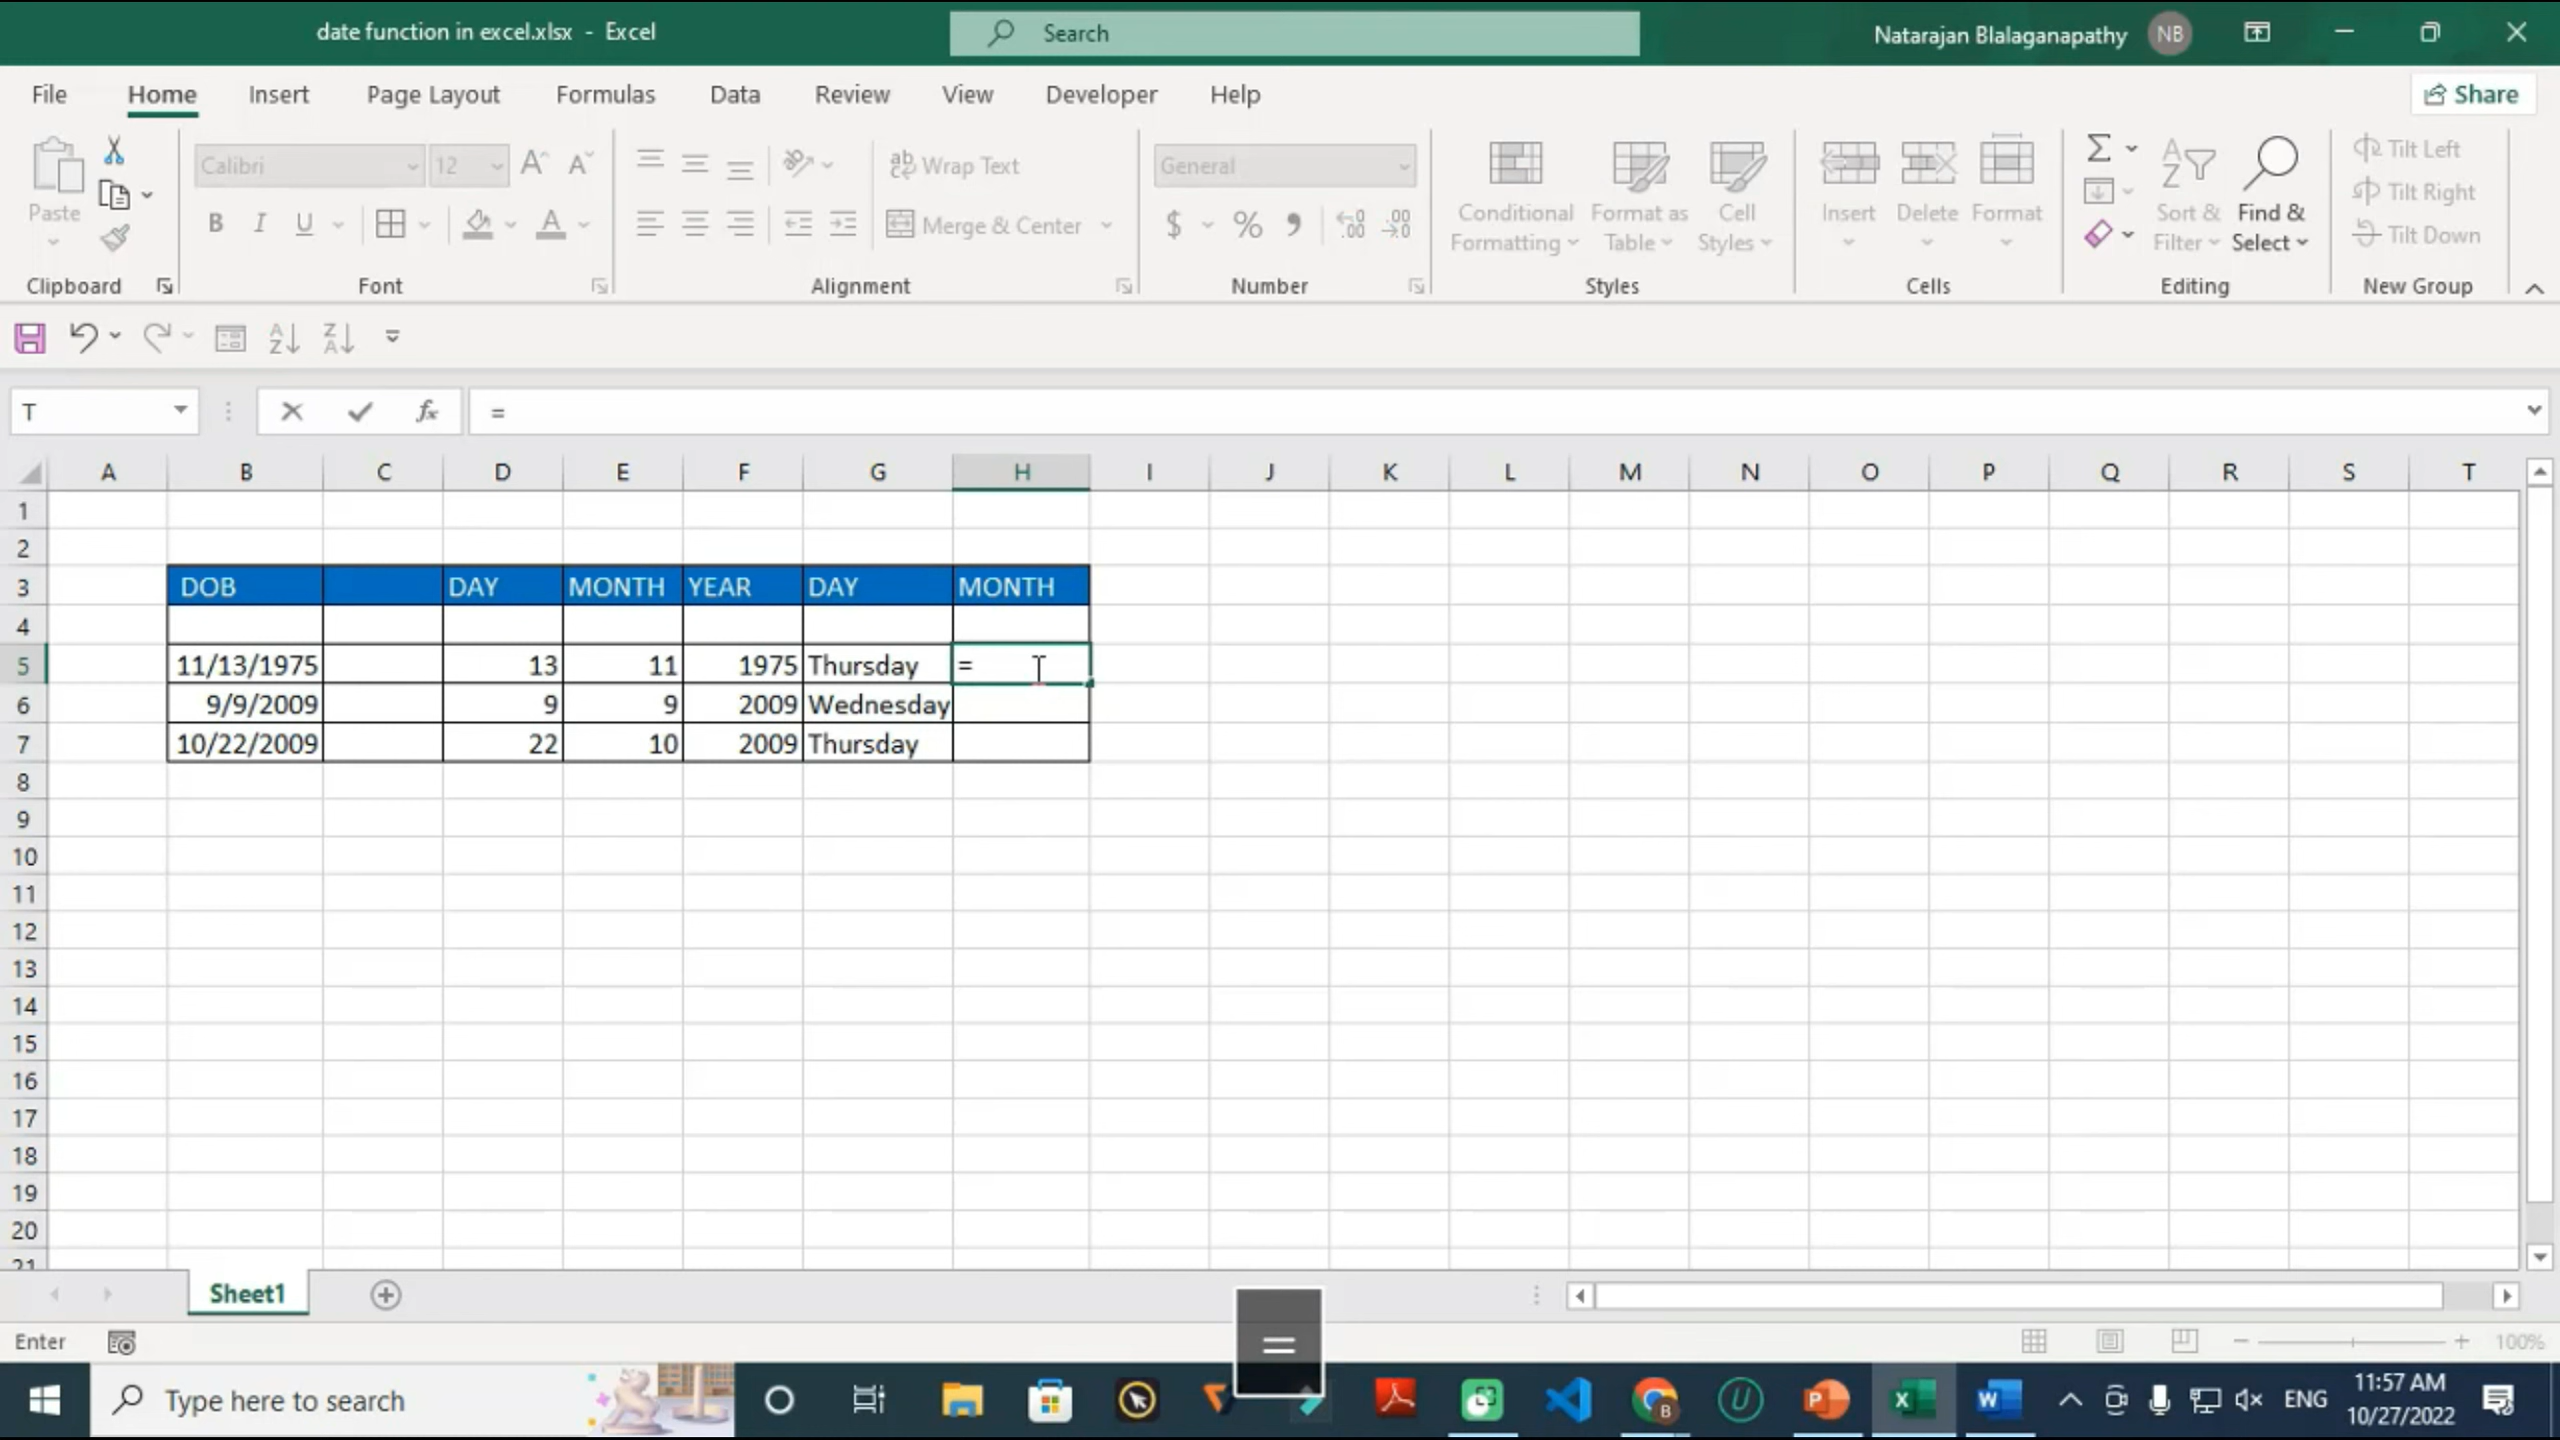 date function in excel.xlsx - Excel
Search
Natarajan Blalaganapathy NB
File Home Insert Page Layout Formulas Data Review View Developer Help Share
Paste
Clipboard
Calibri 12
B I U
Font
Wrap Text
Merge & Center
Alignment
General
$ % ,
Number
Conditional Formatting
Format as Table
Cell Styles
Styles
Insert Delete Format
Cells
Sort & Filter
Find & Select
Editing
Tilt Left
Tilt Right
Tilt Down
New Group
T fx =
A B C D E F G H I J K L M N O P Q R S T
1
2
3 DOB DAY MONTH YEAR DAY MONTH
4
5 11/13/1975 13 11 1975 Thursday =
6 9/9/2009 9 9 2009 Wednesday
7 10/22/2009 22 10 2009 Thursday
8
9
10
11
12
13
14
15
16
17
18
19
20
21
Sheet1
=
Enter 100%
Type here to search
ENG
11:57 AM
10/27/2022